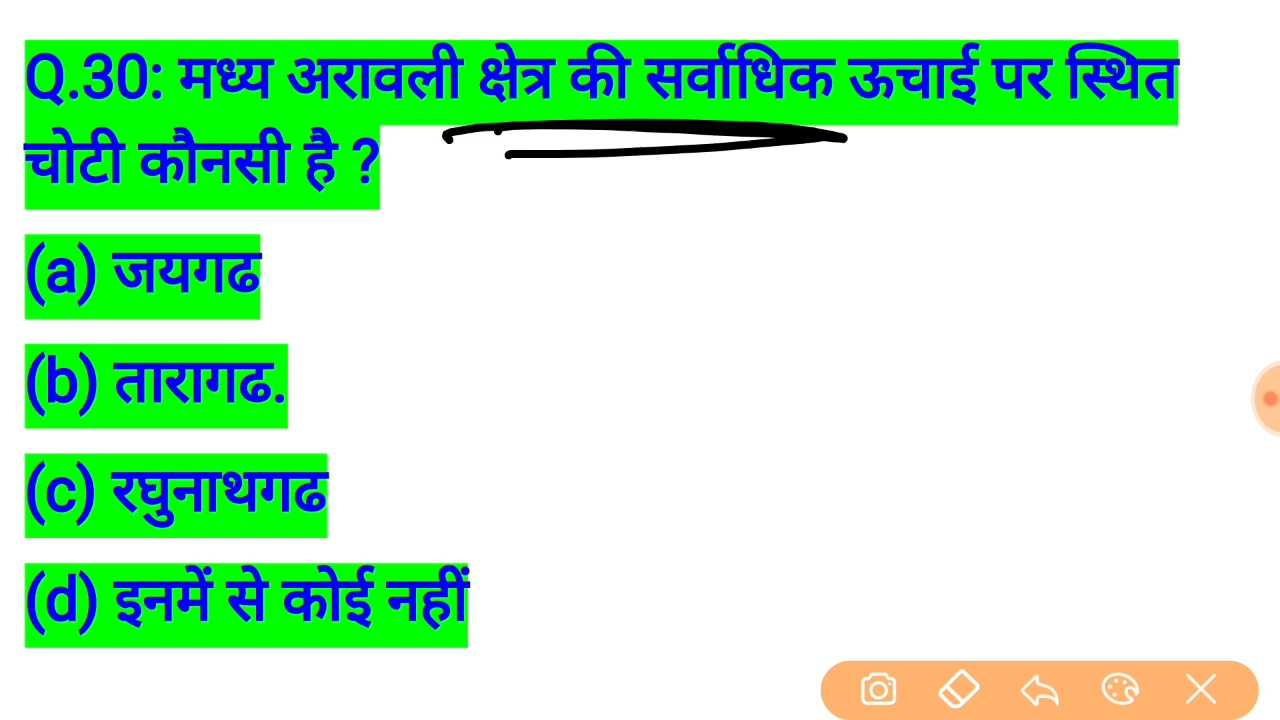 Q.30: मध्य अरावली क्षेत्र की सर्वाधिक ऊचाई पर स्थित
चोटी कौनसी है ?
(a) जयगढ
(b) तारागढ.
(c) रघुनाथगढ
(d) इनमें से कोई नहीं